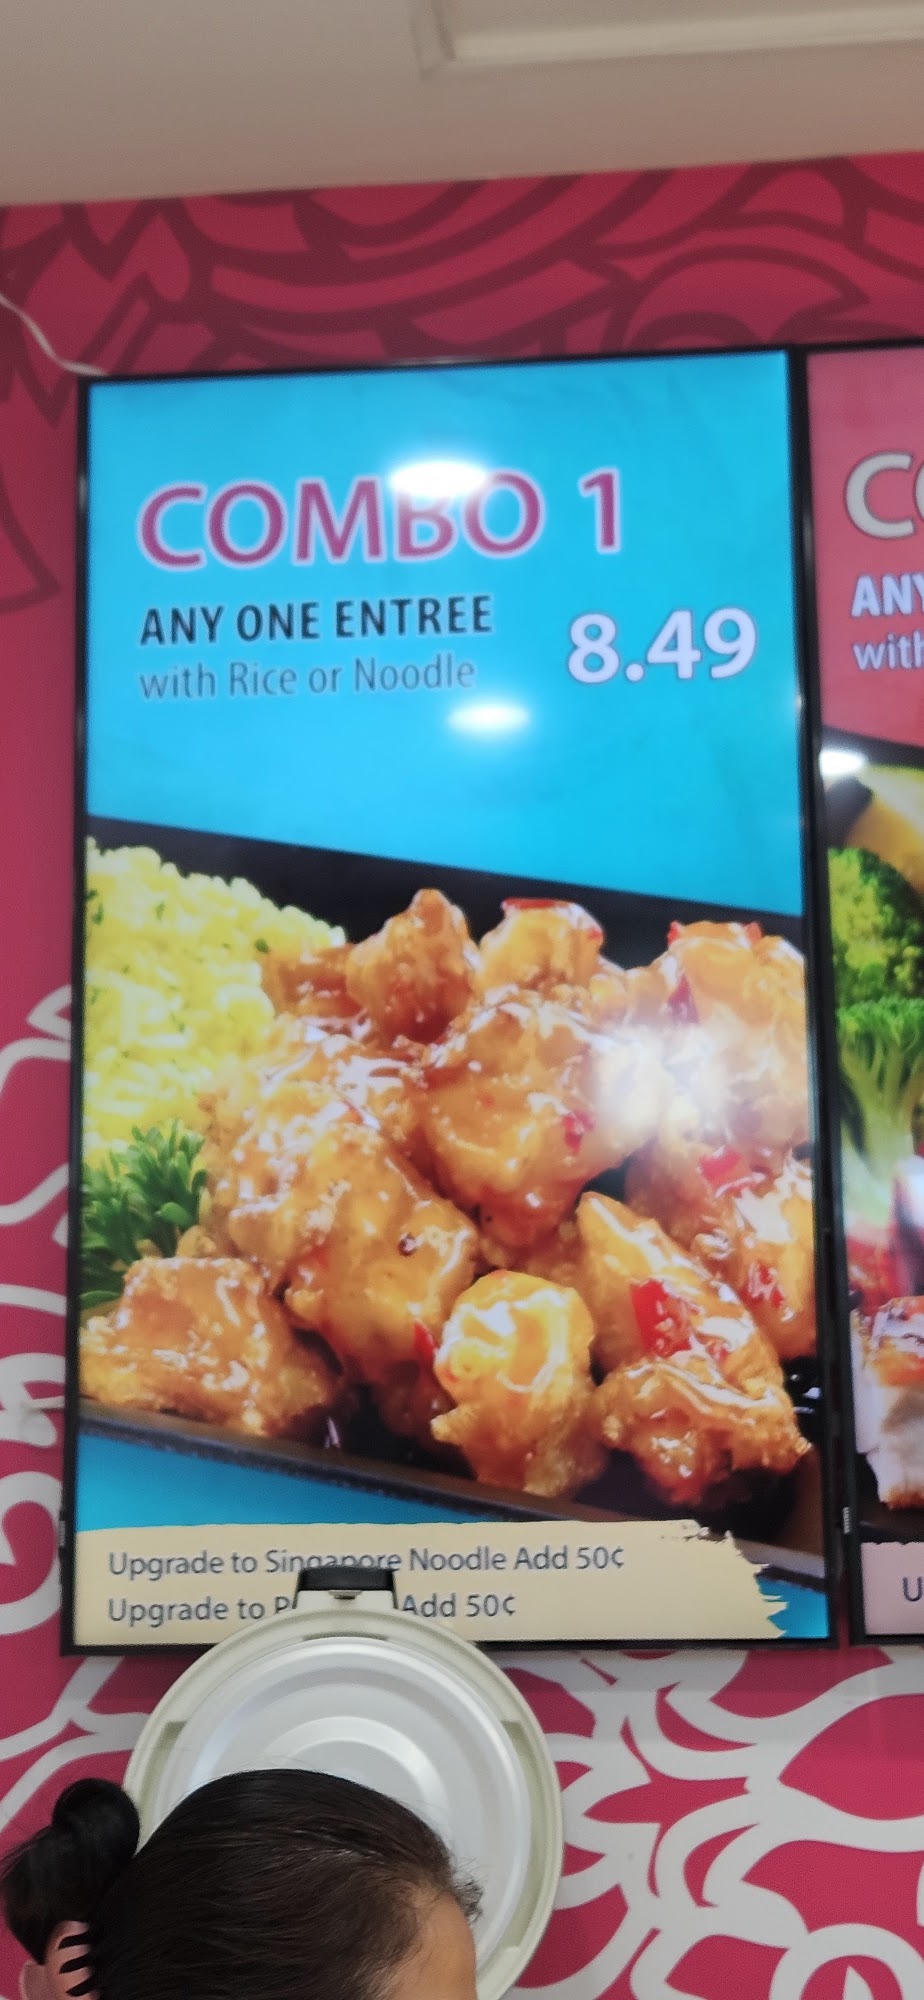 COMBO 1
ANY ONE ENTREE
with Rice or Noodle
8.49
Upgrade to Singapore Noodle Add 50¢
Upgrade to Add 50¢
CO
ANY
with
U